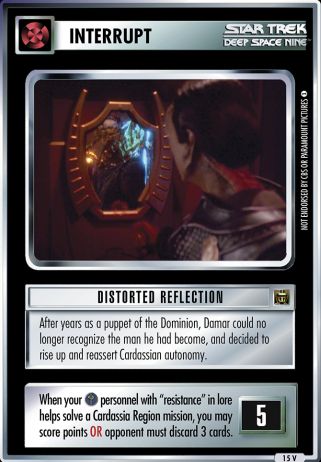 INTERRUPT
STAR TREK
DEEP SPACE NINE™
NOT ENDORSED BY CBS OR PARAMOUNT PICTURES
DISTORTED REFLECTION
After years as a puppet of the Dominion, Damar could no
longer recognize the man he had become, and decided to
rise up and reassert Cardassian autonomy.
When your personnel with “resistance” in lore
helps solve a Cardassia Region mission, you may
score points OR opponent must discard 3 cards.
5
15 V